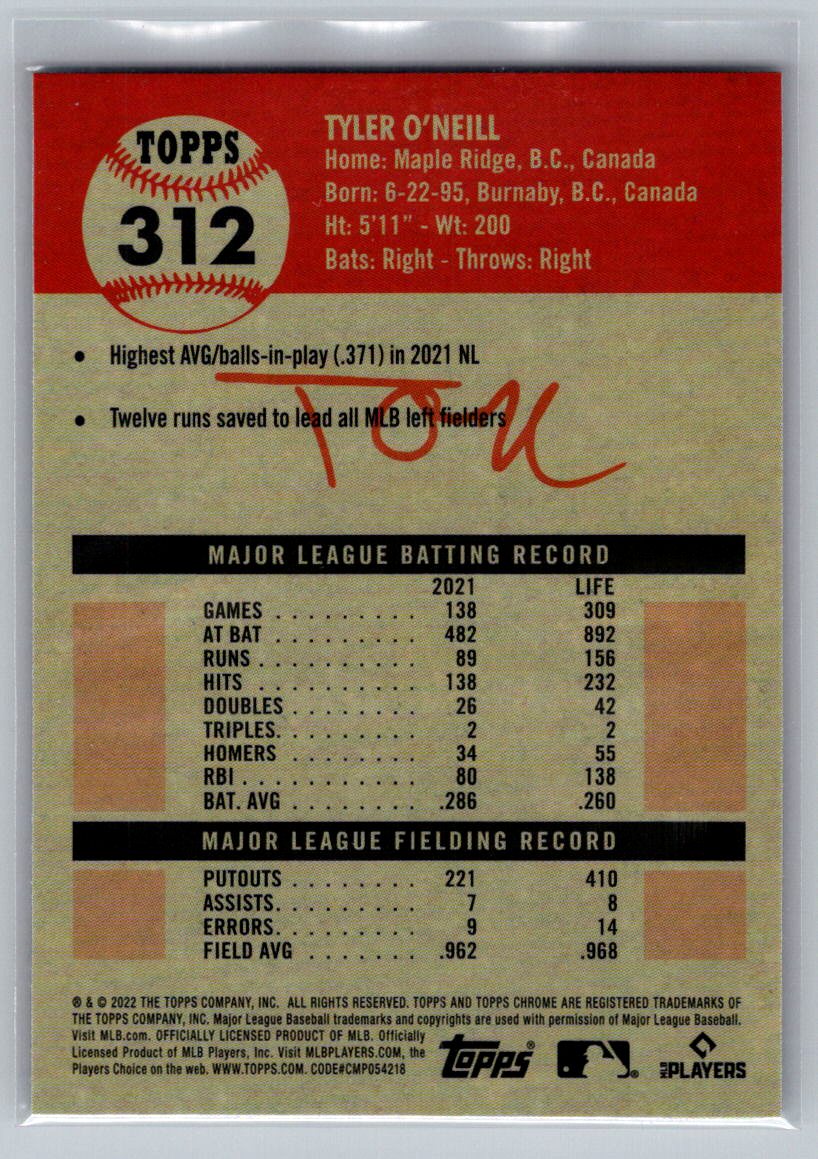 TOPPS
312
TYLER O'NEILL
Home: Maple Ridge, B.C., Canada
Born: 6-22-95, Burnaby, B.C., Canada
Ht: 5'11" - Wt: 200
Bats: Right - Throws: Right
• Highest AVG/balls-in-play (.371) in 2021 NL
• Twelve runs saved to lead all MLB left fielders
MAJOR LEAGUE BATTING RECORD
2021 LIFE
GAMES . . . . . . . . . . 138 309
AT BAT . . . . . . . . . . 482 892
RUNS . . . . . . . . . . . 89 156
HITS . . . . . . . . . . . 138 232
DOUBLES . . . . . . . . 26 42
TRIPLES. . . . . . . . . . 2 2
HOMERS . . . . . . . . . 34 55
RBI . . . . . . . . . . . . 80 138
BAT. AVG . . . . . . . . .286 .260
MAJOR LEAGUE FIELDING RECORD
PUTOUTS . . . . . . . . 221 410
ASSISTS. . . . . . . . . . 7 8
ERRORS. . . . . . . . . . 9 14
FIELD AVG . . . . . . . .962 .968
® & © 2022 THE TOPPS COMPANY, INC. ALL RIGHTS RESERVED. TOPPS AND TOPPS CHROME ARE REGISTERED TRADEMARKS OF
THE TOPPS COMPANY, INC. Major League Baseball trademarks and copyrights are used with permission of Major League Baseball.
Visit MLB.com. OFFICIALLY LICENSED PRODUCT OF MLB. Officially
Licensed Product of MLB Players, Inc. Visit MLBPLAYERS.COM, the
Players Choice on the web. WWW.TOPPS.COM. CODE#CMP054218
Topps®
®
MLB PLAYERS